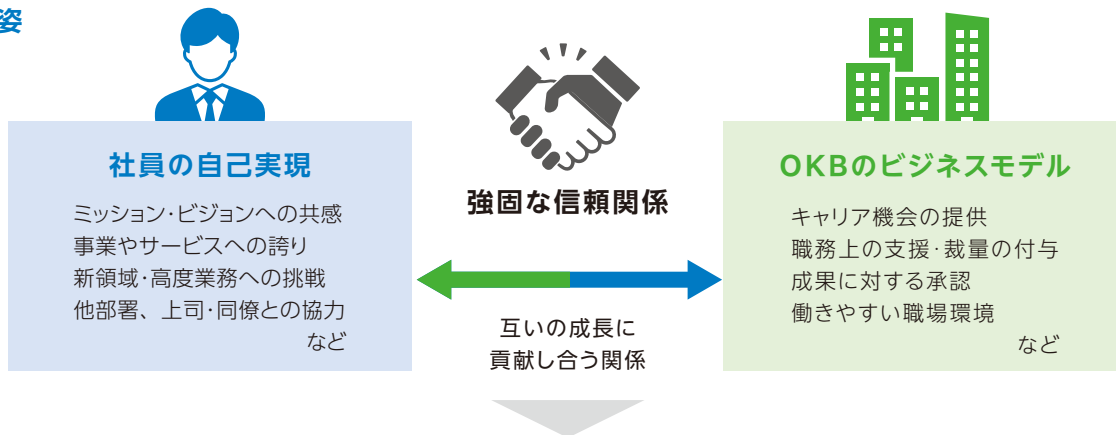 姿
社員の自己実現
ミッション・ビジョンへの共感
事業やサービスへの誇り
新領域・高度業務への挑戦
他部署、上司・同僚との協力
など
強固な信頼関係
互いの成長に
貢献し合う関係
OKBのビジネスモデル
キャリア機会の提供
職務上の支援・裁量の付与
成果に対する承認
働きやすい職場環境
など